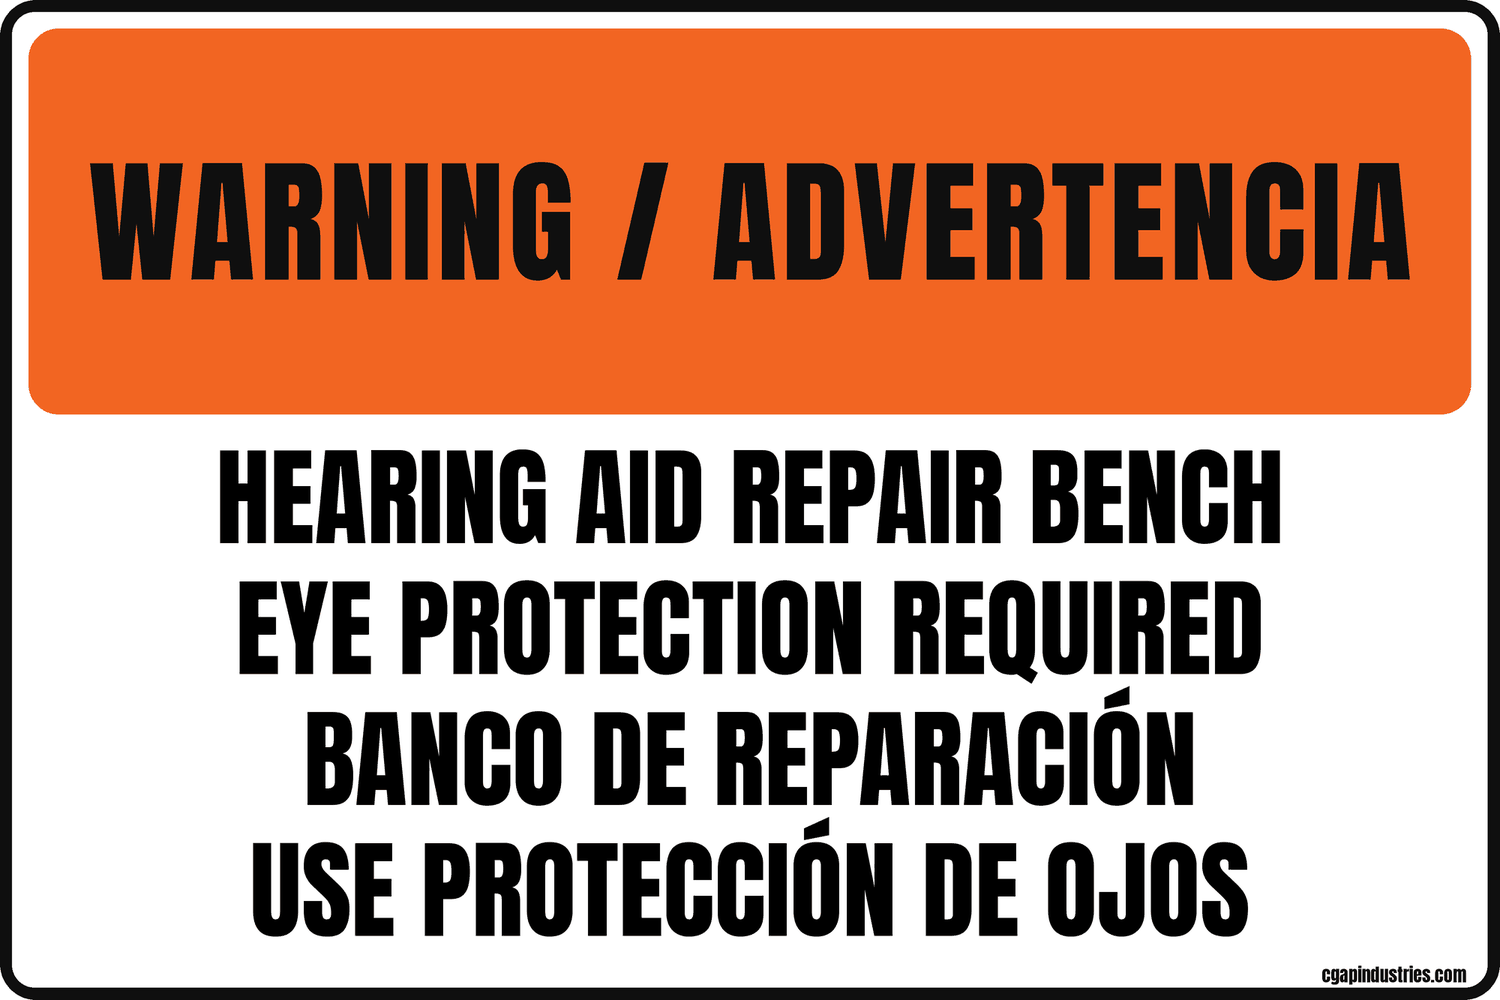 WARNING / ADVERTENCIA
HEARING AID REPAIR BENCH
EYE PROTECTION REQUIRED
BANCO DE REPARACIÓN
USE PROTECCIÓN DE OJOS
cgapindustries.com